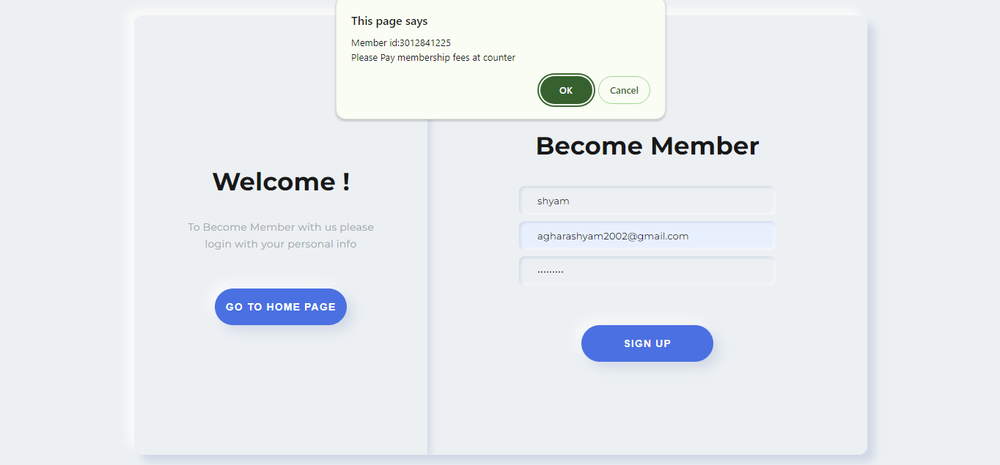 This page says
Member id:3012841225
Please Pay membership fees at counter
OK
Cancel
Welcome !
To Become Member with us please
login with your personal info
GO TO HOME PAGE
Become Member
shyam
agharashyam2002@gmail.com
•••••••••
SIGN UP